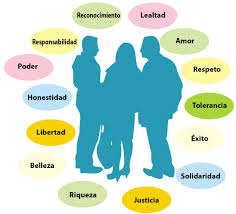 Reconocimiento
Lealtad
Responsabilidad
Amor
Poder
Respeto
Honestidad
Tolerancia
Libertad
Éxito
Belleza
Solidaridad
Riqueza
Justicia